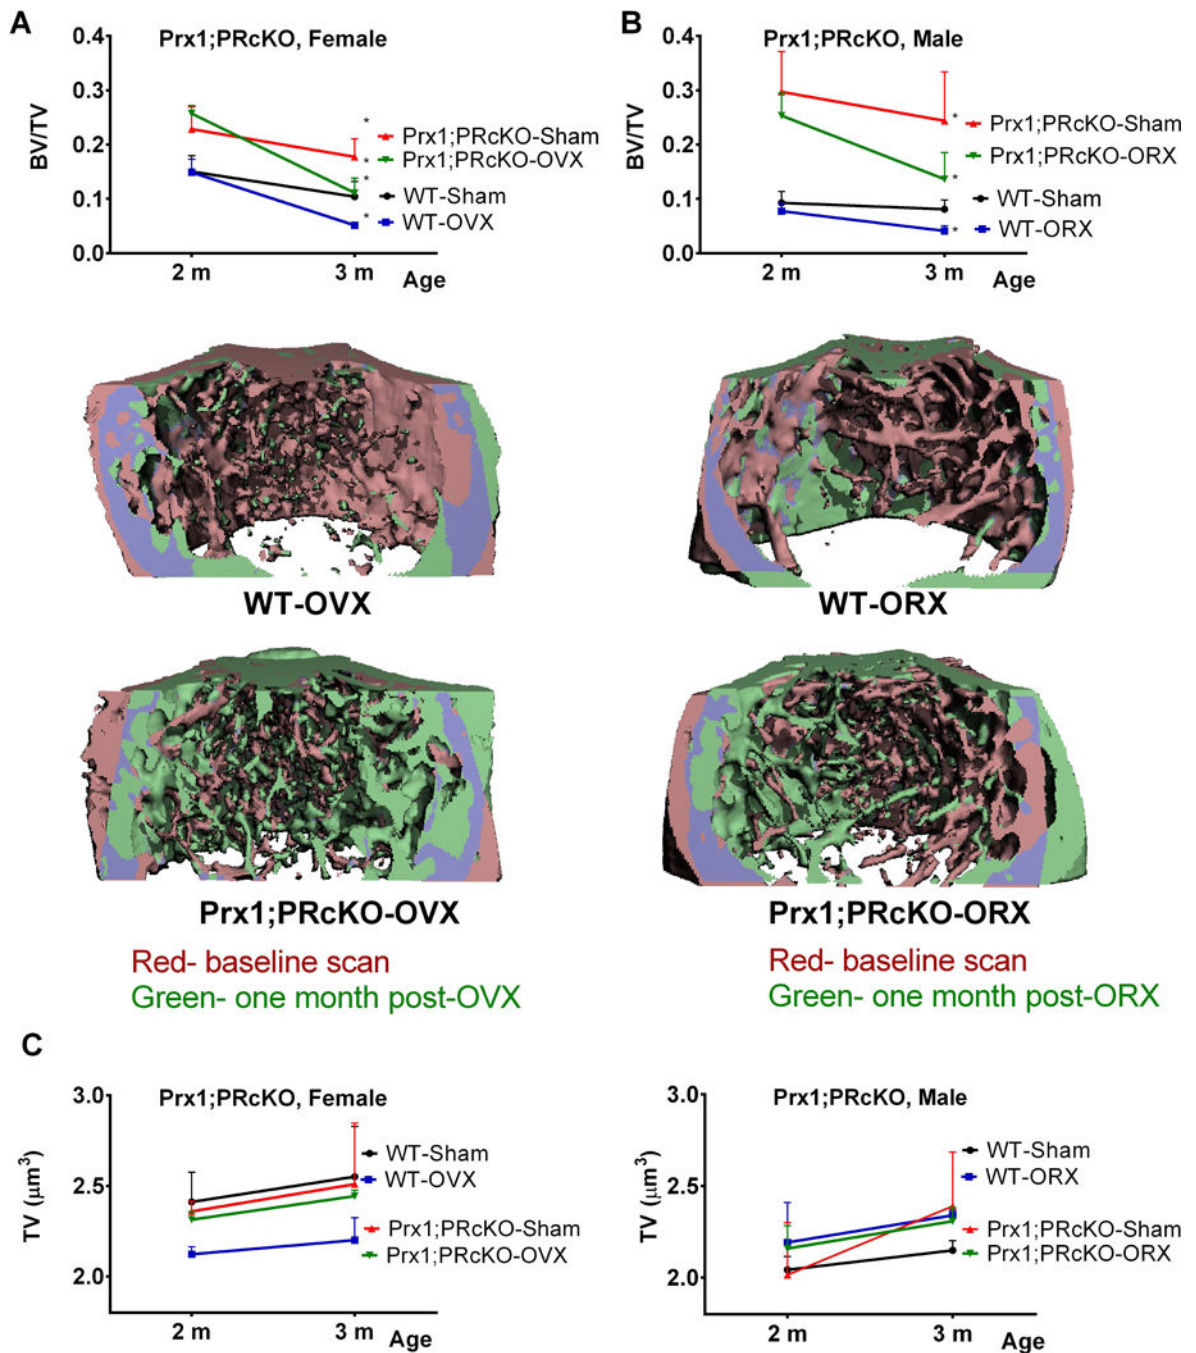 A
Prx1;PRcKO, Female
BV/TV
0.4
0.3
0.2
0.1
0.0
*
*
*
*
Prx1;PRcKO-Sham
Prx1;PRcKO-OVX
WT-Sham
WT-OVX
2 m
3 m
Age
B
Prx1;PRcKO, Male
BV/TV
0.4
0.3
0.2
0.1
0.0
*
*
*
Prx1;PRcKO-Sham
Prx1;PRcKO-ORX
WT-Sham
WT-ORX
2 m
3 m
Age
WT-OVX
WT-ORX
Prx1;PRcKO-OVX
Prx1;PRcKO-ORX
Red- baseline scan
Green- one month post-OVX
Red- baseline scan
Green- one month post-ORX
C
Prx1;PRcKO, Female
TV (μm³)
3.0
2.5
2.0
WT-Sham
WT-OVX
Prx1;PRcKO-Sham
Prx1;PRcKO-OVX
2 m
3 m
Age
Prx1;PRcKO, Male
TV (μm³)
3.0
2.5
2.0
WT-Sham
WT-ORX
Prx1;PRcKO-Sham
Prx1;PRcKO-ORX
2 m
3 m
Age